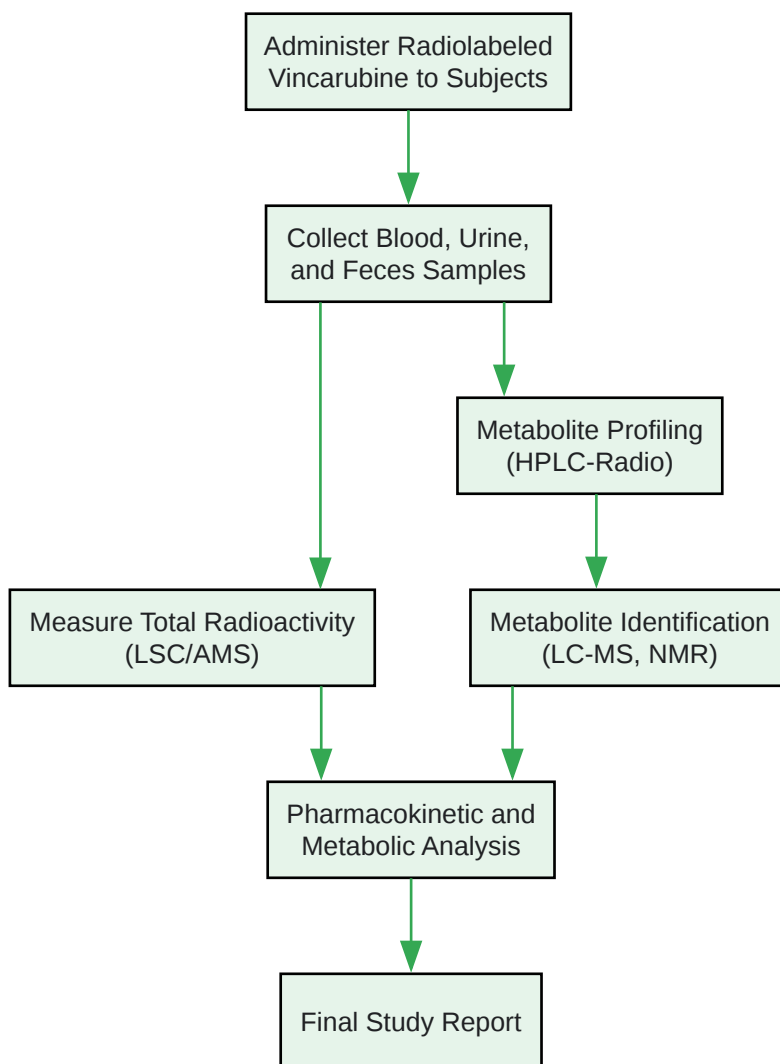 Administer Radiolabeled
Vincarubine to Subjects
Collect Blood, Urine,
and Feces Samples
Metabolite Profiling
(HPLC-Radio)
Measure Total Radioactivity
(LSC/AMS)
Metabolite Identification
(LC-MS, NMR)
Pharmacokinetic and
Metabolic Analysis
Final Study Report